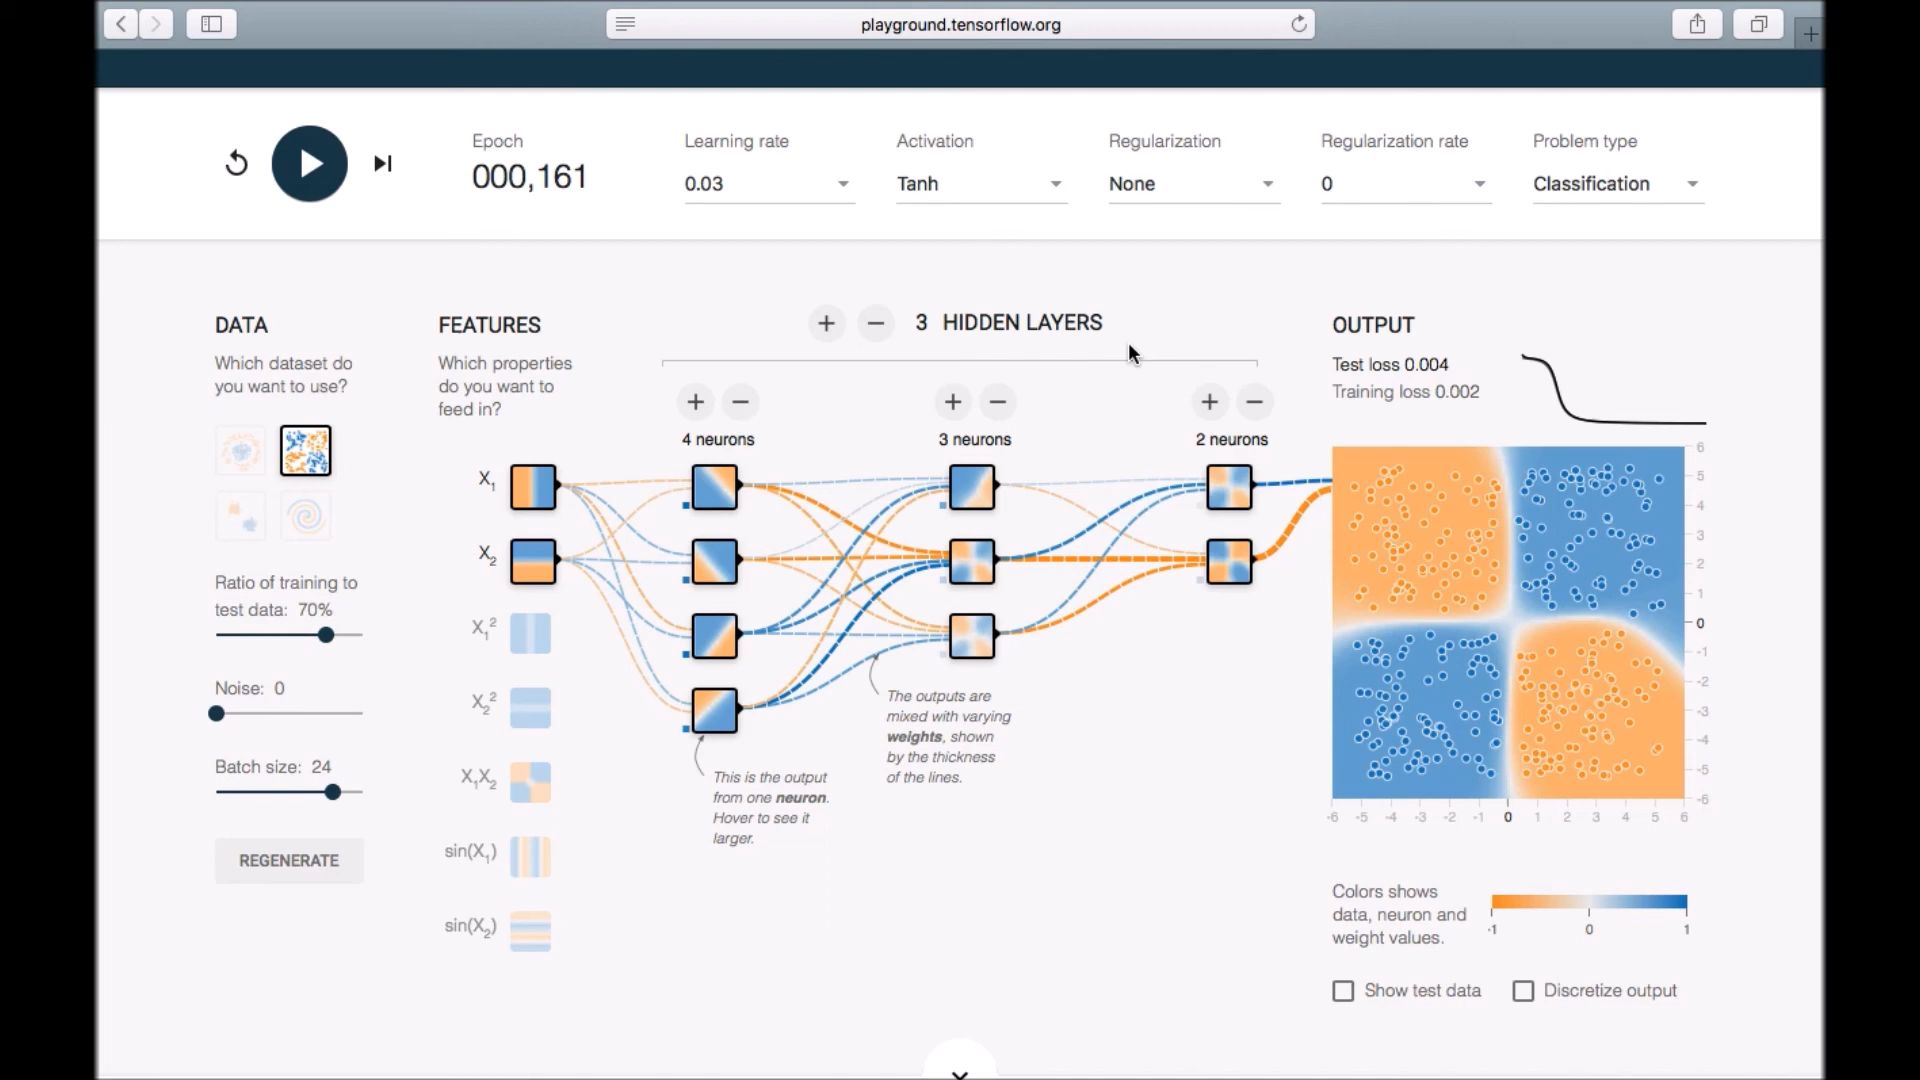 playground.tensorflow.org
Epoch
000,161
Learning rate
0.03
Activation
Tanh
Regularization
None
Regularization rate
0
Problem type
Classification
DATA
Which dataset do
you want to use?
Ratio of training to
test data: 70%
Noise: 0
Batch size: 24
REGENERATE
FEATURES
Which properties
do you want to
feed in?
X1
X2
X1²
X2²
X1X2
sin(X1)
sin(X2)
+ − 3 HIDDEN LAYERS
+ −
4 neurons
+ −
3 neurons
+ −
2 neurons
This is the output
from one neuron.
Hover to see it
larger.
The outputs are
mixed with varying
weights, shown
by the thickness
of the lines.
OUTPUT
Test loss 0.004
Training loss 0.002
6
5
4
3
2
1
0
-1
-2
-3
-4
-5
-6
-6 -5 -4 -3 -2 -1 0 1 2 3 4 5 6
Colors shows
data, neuron and
weight values.
-1 0 1
Show test data
Discretize output